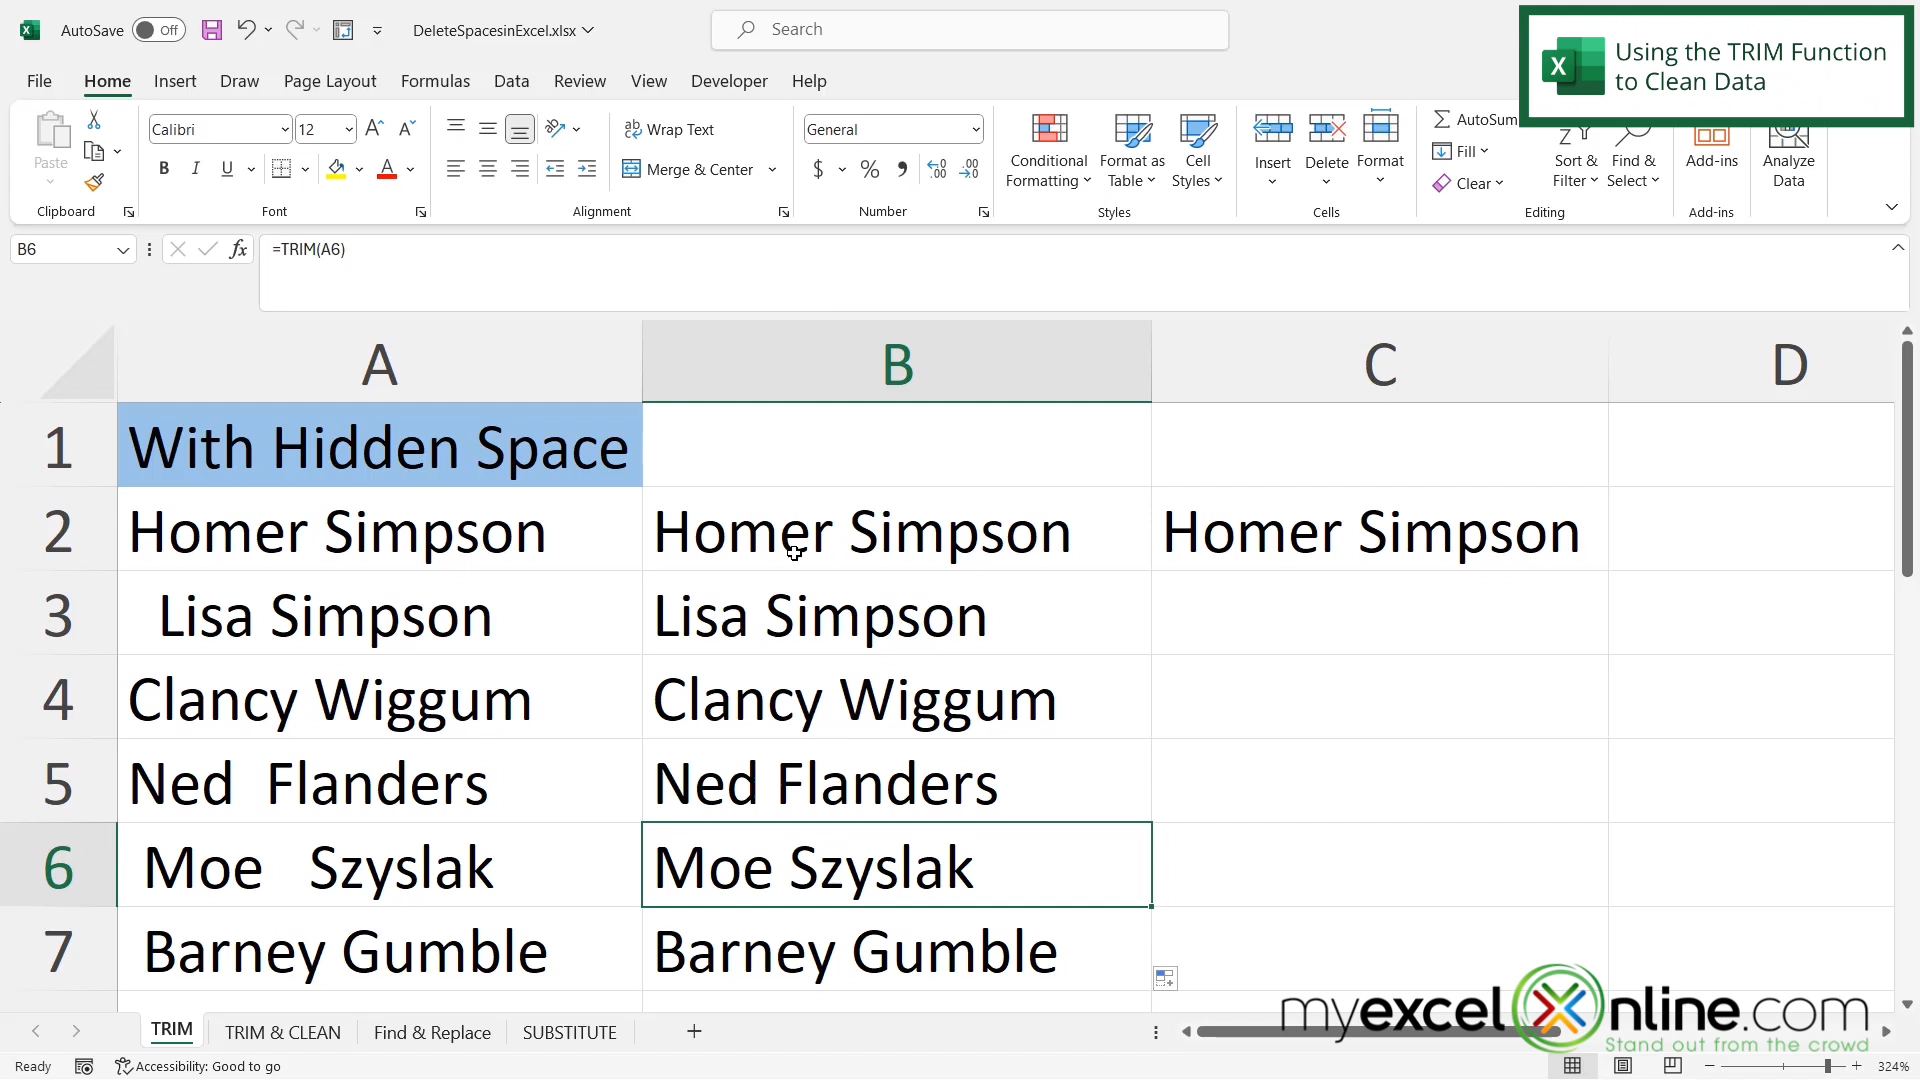 AutoSave Off DeleteSpacesinExcel.xlsx Search
Using the TRIM Function
to Clean Data
File Home Insert Draw Page Layout Formulas Data Review View Developer Help
Paste
Calibri 12
B I U
Wrap Text
Merge & Center
General
$ %
Conditional
Formatting
Format as
Table
Cell
Styles
Insert Delete Format
AutoSum
Fill
Clear
Sort &
Filter
Find &
Select
Add-ins
Analyze
Data
Clipboard Font Alignment Number Styles Cells Editing Add-ins
B6 fx =TRIM(A6)
A B C D
1 With Hidden Space
2 Homer Simpson Homer Simpson Homer Simpson
3 Lisa Simpson Lisa Simpson
4 Clancy Wiggum Clancy Wiggum
5 Ned  Flanders Ned Flanders
6 Moe   Szyslak Moe Szyslak
7 Barney Gumble Barney Gumble
myexcelonline.com
Stand out from the crowd
TRIM TRIM & CLEAN Find & Replace SUBSTITUTE
Ready Accessibility: Good to go 324%